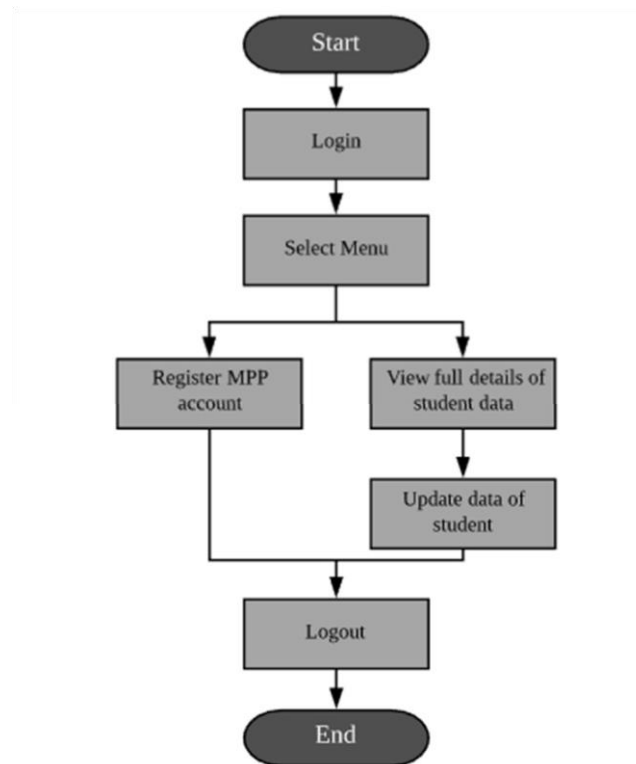 Start
Login
Select Menu
Register MPP
account
View full details of
student data
Update data of
student
Logout
End